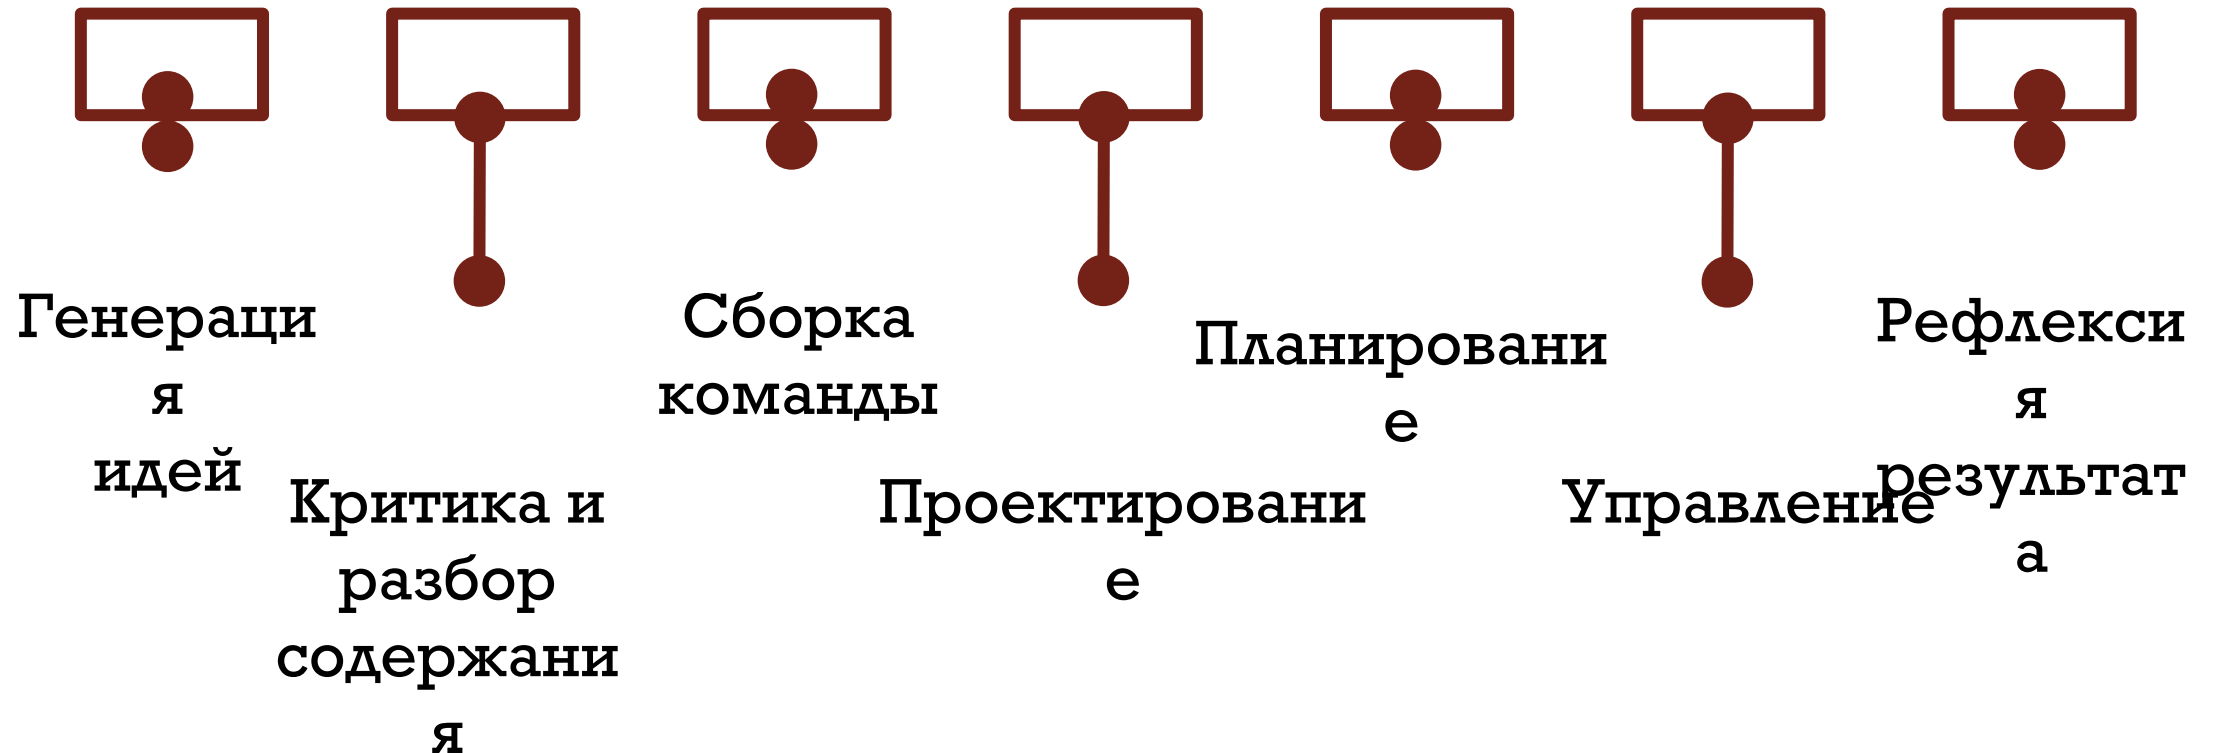 Генераци
я
идей
Критика и
разбор
содержани
я
Сборка
команды
Проектировани
е
Планировани
е
Управление
Рефлекси
я
результат
а